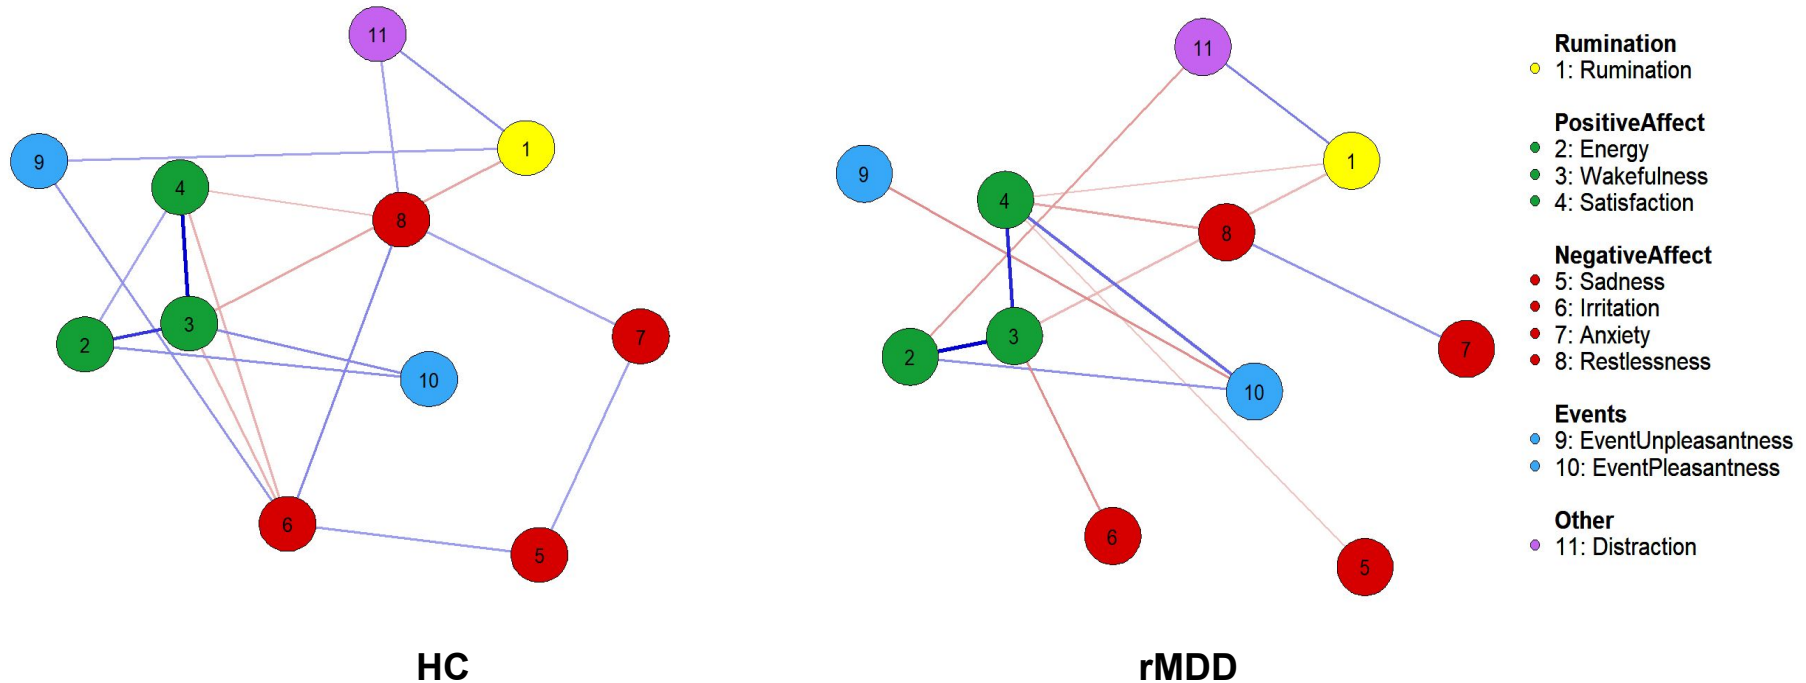 11
1
9
4
8
3
2
7
10
6
5
HC
11
1
9
4
8
3
2
7
10
6
5
rMDD
Rumination
1: Rumination
PositiveAffect
2: Energy
3: Wakefulness
4: Satisfaction
NegativeAffect
5: Sadness
6: Irritation
7: Anxiety
8: Restlessness
Events
9: EventUnpleasantness
10: EventPleasantness
Other
11: Distraction